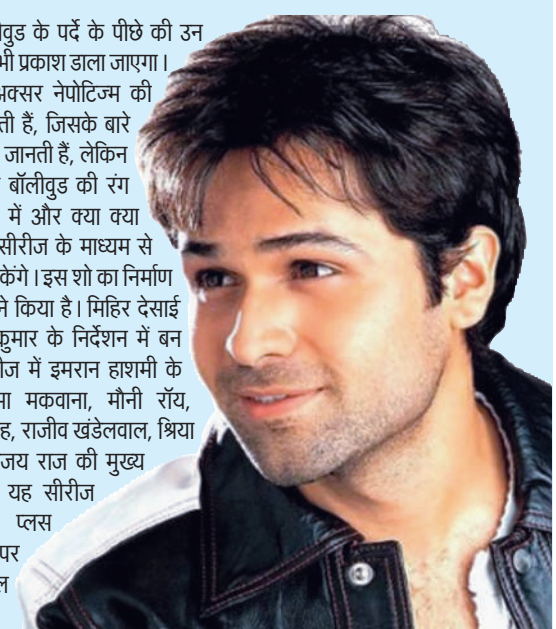 वुड के पर्दे के पीछे की उन
भी प्रकाश डाला जाएगा।
अक्सर नेपोटिज्म की
ती हैं, जिसके बारे
जानती हैं, लेकिन
बॉलीवुड की रंग
में और क्या क्या
सीरीज के माध्यम से
केंगे। इस शो का निर्माण
ने किया है। मिहिर देसाई
कुमार के निर्देशन में बन
ीज में इमरान हाशमी के
मा मकवाना, मौनी रॉय,
ह, राजीव खंडेलवाल, श्रिया
जय राज की मुख्य
यह सीरीज
प्लस
पर